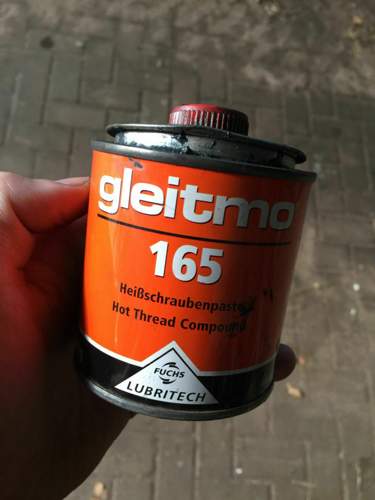 gleitmo
165
Heißschraubenpaste
Hot Thread Compound
FUCHS
LUBRITECH